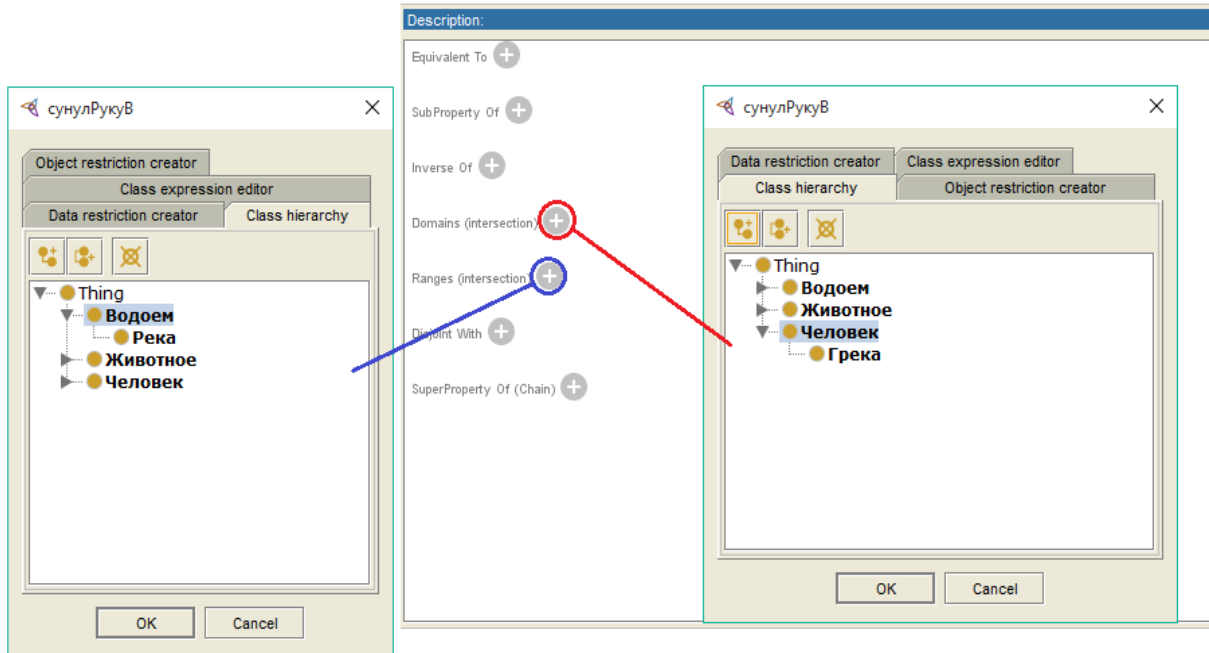 Description:
Equivalent To
SubProperty Of
Inverse Of
Domains (intersection)
Ranges (intersection)
Disjoint With
SuperProperty Of (Chain)
сунулРукуВ
Object restriction creator
Class expression editor
Data restriction creator Class hierarchy
Thing
Водоем
Река
Животное
Человек
OK Cancel
сунулРукуВ
Data restriction creator Class expression editor
Class hierarchy Object restriction creator
Thing
Водоем
Животное
Человек
Грека
OK Cancel